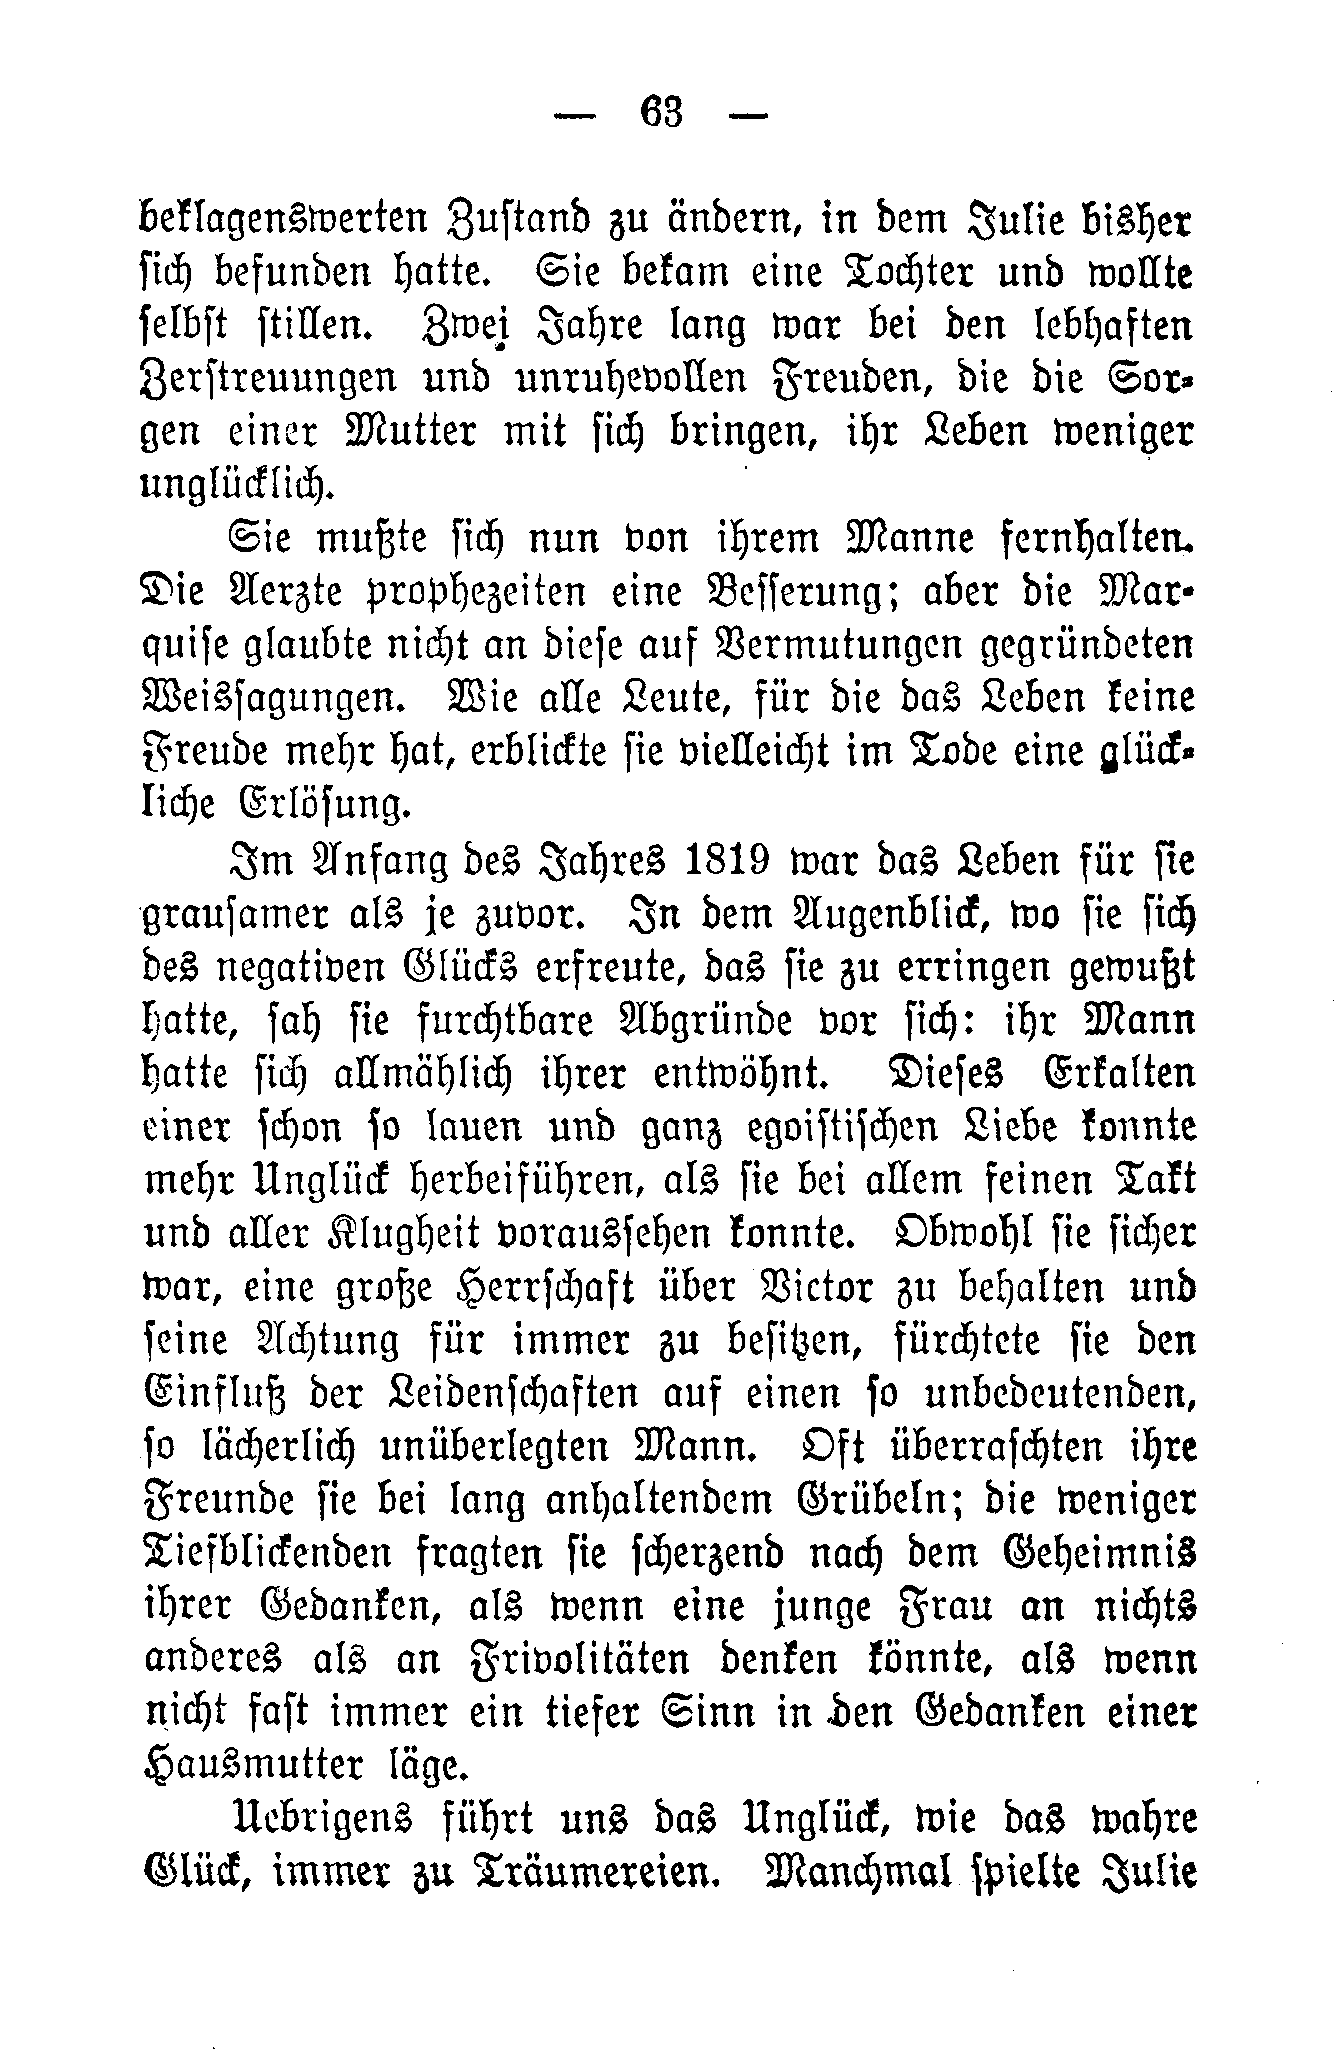 — 63 —
beklagenswerten Zustand zu ändern, in dem Julie bisher
sich befunden hatte. Sie bekam eine Tochter und wollte
selbst stillen. Zwei Jahre lang war bei den lebhaften
Zerstreuungen und unruhevollen Freuden, die die Sor-
gen einer Mutter mit sich bringen, ihr Leben weniger
unglücklich.
Sie mußte sich nun von ihrem Manne fernhalten.
Die Aerzte prophezeiten eine Besserung; aber die Mar-
quise glaubte nicht an diese auf Vermutungen gegründeten
Weissagungen. Wie alle Leute, für die das Leben keine
Freude mehr hat, erblickte sie vielleicht im Tode eine glück-
liche Erlösung.
Im Anfang des Jahres 1819 war das Leben für sie
grausamer als je zuvor. In dem Augenblick, wo sie sich
des negativen Glücks erfreute, das sie zu erringen gewußt
hatte, sah sie furchtbare Abgründe vor sich: ihr Mann
hatte sich allmählich ihrer entwöhnt. Dieses Erkalten
einer schon so lauen und ganz egoistischen Liebe konnte
mehr Unglück herbeiführen, als sie bei allem feinen Takt
und aller Klugheit voraussehen konnte. Obwohl sie sicher
war, eine große Herrschaft über Victor zu behalten und
seine Achtung für immer zu besitzen, fürchtete sie den
Einfluß der Leidenschaften auf einen so unbedeutenden,
so lächerlich unüberlegten Mann. Oft überraschten ihre
Freunde sie bei lang anhaltendem Grübeln; die weniger
Tiefblickenden fragten sie scherzend nach dem Geheimnis
ihrer Gedanken, als wenn eine junge Frau an nichts
anderes als an Frivolitäten denken könnte, als wenn
nicht fast immer ein tiefer Sinn in den Gedanken einer
Hausmutter läge.
Uebrigens führt uns das Unglück, wie das wahre
Glück, immer zu Träumereien. Manchmal spielte Julie